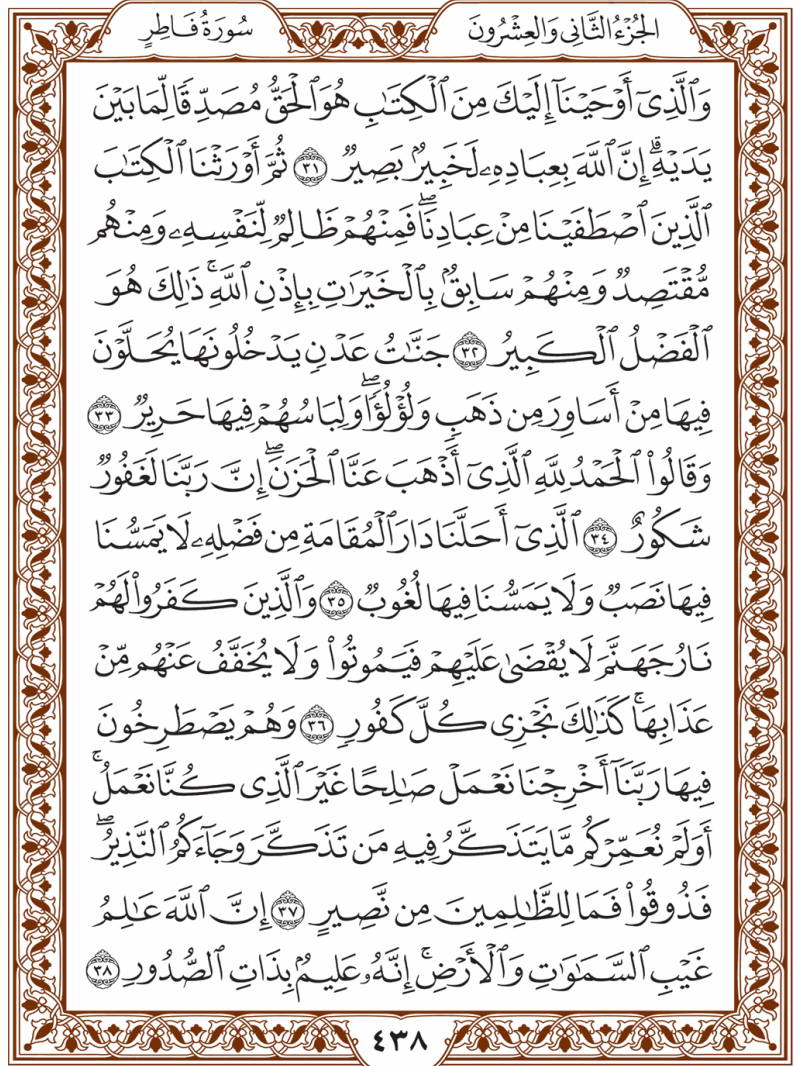 الجُزْءُ الثَّانِي وَالْعِشْرُونَ
سُورَةُ فَاطِرٍ
وَٱلَّذِىٓ أَوْحَيْنَآ إِلَيْكَ مِنَ ٱلْكِتَٰبِ هُوَ ٱلْحَقُّ مُصَدِّقًا لِّمَا بَيْنَ
يَدَيْهِۗ إِنَّ ٱللَّهَ بِعِبَادِهِۦ لَخَبِيرٌۢ بَصِيرٌ ٣١ ثُمَّ أَوْرَثْنَا ٱلْكِتَٰبَ
ٱلَّذِينَ ٱصْطَفَيْنَا مِنْ عِبَادِنَاۖ فَمِنْهُمْ ظَالِمٌ لِّنَفْسِهِۦ وَمِنْهُم
مُّقْتَصِدٌ وَمِنْهُمْ سَابِقٌۢ بِٱلْخَيْرَٰتِ بِإِذْنِ ٱللَّهِۚ ذَٰلِكَ هُوَ
ٱلْفَضْلُ ٱلْكَبِيرُ ٣٢ جَنَّٰتُ عَدْنٍ يَدْخُلُونَهَا يُحَلَّوْنَ
فِيهَا مِنْ أَسَاوِرَ مِن ذَهَبٍ وَلُؤْلُؤًاۖ وَلِبَاسُهُمْ فِيهَا حَرِيرٌ ٣٣
وَقَالُوا۟ ٱلْحَمْدُ لِلَّهِ ٱلَّذِىٓ أَذْهَبَ عَنَّا ٱلْحَزَنَۖ إِنَّ رَبَّنَا لَغَفُورٌ
شَكُورٌ ٣٤ ٱلَّذِىٓ أَحَلَّنَا دَارَ ٱلْمُقَامَةِ مِن فَضْلِهِۦ لَا يَمَسُّنَا
فِيهَا نَصَبٌ وَلَا يَمَسُّنَا فِيهَا لُغُوبٌ ٣٥ وَٱلَّذِينَ كَفَرُوا۟ لَهُمْ
نَارُ جَهَنَّمَ لَا يُقْضَىٰ عَلَيْهِمْ فَيَمُوتُوا۟ وَلَا يُخَفَّفُ عَنْهُم مِّنْ
عَذَابِهَاۚ كَذَٰلِكَ نَجْزِى كُلَّ كَفُورٍ ٣٦ وَهُمْ يَصْطَرِخُونَ
فِيهَا رَبَّنَآ أَخْرِجْنَا نَعْمَلْ صَٰلِحًا غَيْرَ ٱلَّذِى كُنَّا نَعْمَلُۚ
أَوَلَمْ نُعَمِّرْكُم مَّا يَتَذَكَّرُ فِيهِ مَن تَذَكَّرَ وَجَآءَكُمُ ٱلنَّذِيرُۖ
فَذُوقُوا۟ فَمَا لِلظَّٰلِمِينَ مِن نَّصِيرٍ ٣٧ إِنَّ ٱللَّهَ عَٰلِمُ
غَيْبِ ٱلسَّمَٰوَٰتِ وَٱلْأَرْضِۚ إِنَّهُۥ عَلِيمٌۢ بِذَاتِ ٱلصُّدُورِ ٣٨
٤٣٨